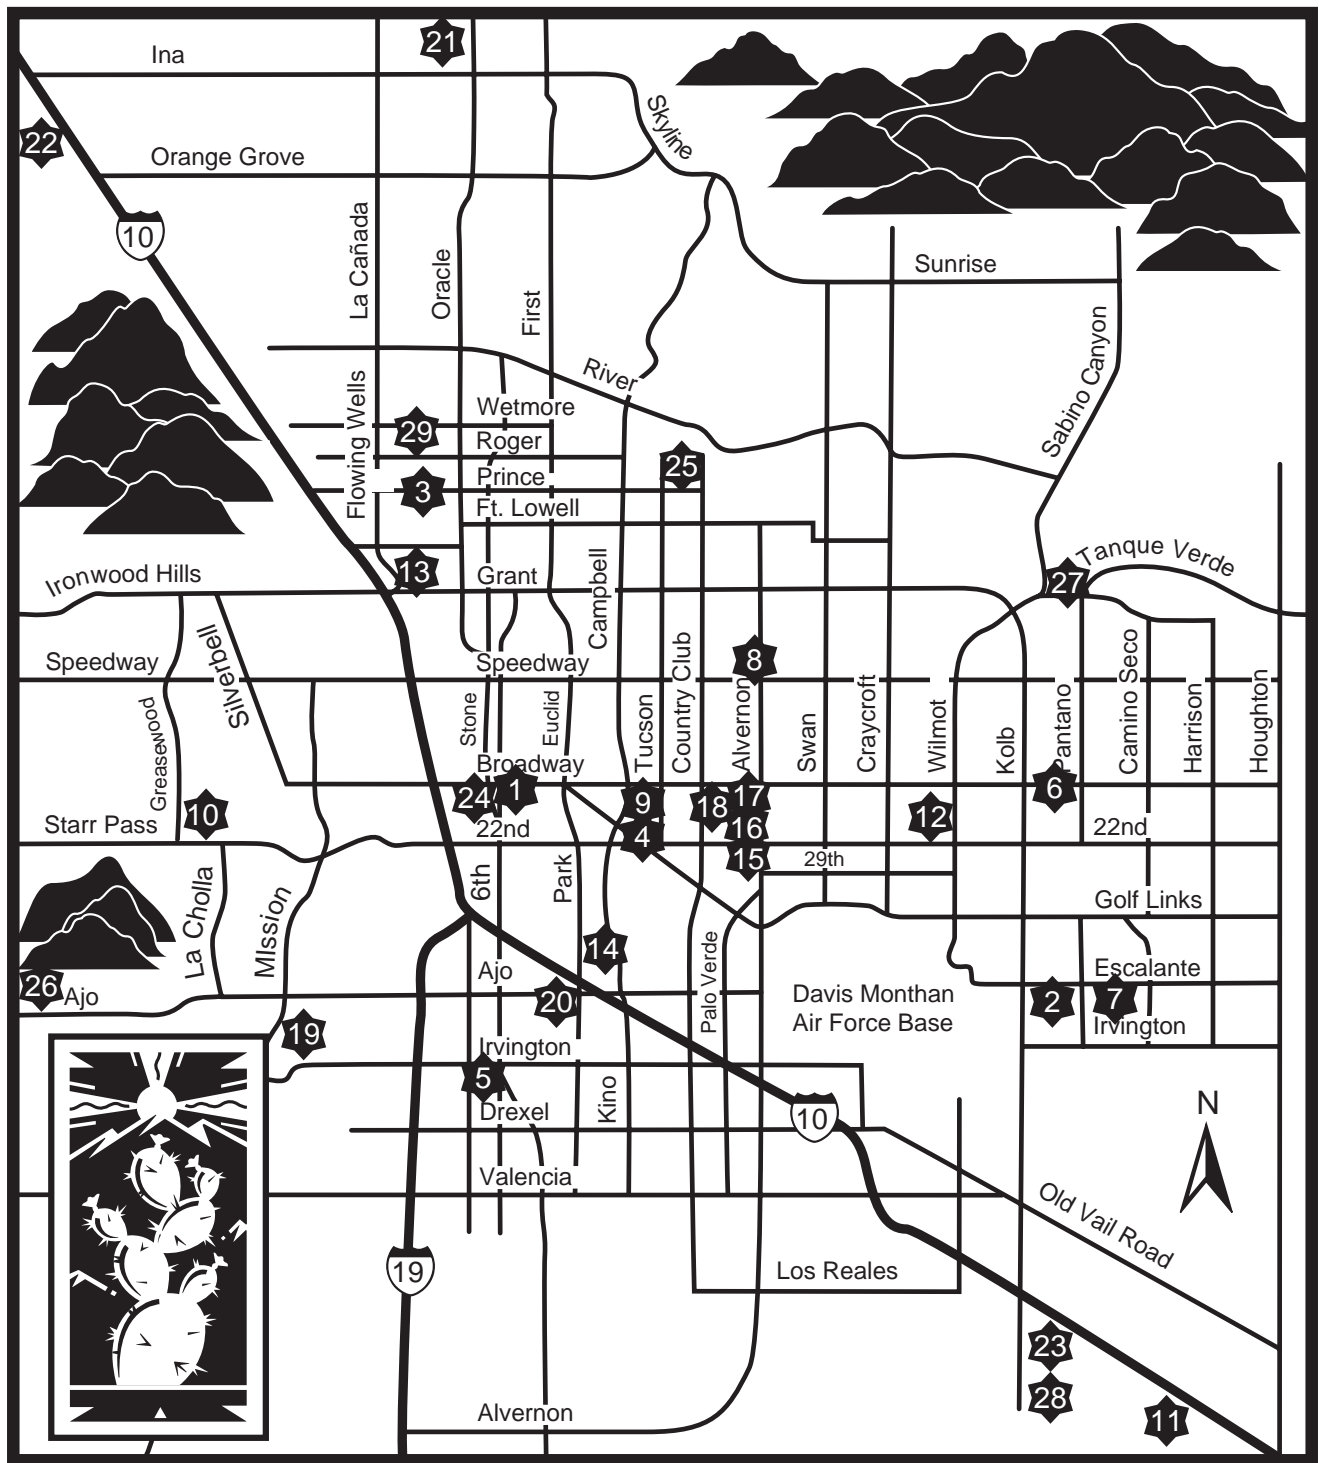 21
Ina
Skyline
22
Orange Grove
10
La Cañada
Oracle
First
Sunrise
Sabino Canyon
River
Flowing Wells
Wetmore
29
Roger
25
Prince
3
Ft. Lowell
Tanque Verde
Ironwood Hills
13
Grant
27
Campbell
Silverbell
Speedway
Speedway
8
Greasewood
Stone
Euclid
Tucson
Country Club
Alvernon
Swan
Craycroft
Wilmot
Kolb
Pantano
Camino Seco
Harrison
Houghton
Broadway
24
1
9
18
17
6
10
12
Starr Pass
22nd
4
16
22nd
15
29th
La Cholla
MIssion
6th
Park
Golf Links
14
Palo Verde
Ajo
Escalante
26
Ajo
20
Davis Monthan
Air Force Base
2
7
Irvington
19
Irvington
5
Kino
Drexel
10
N
Valencia
Old Vail Road
19
Los Reales
23
28
11
Alvernon